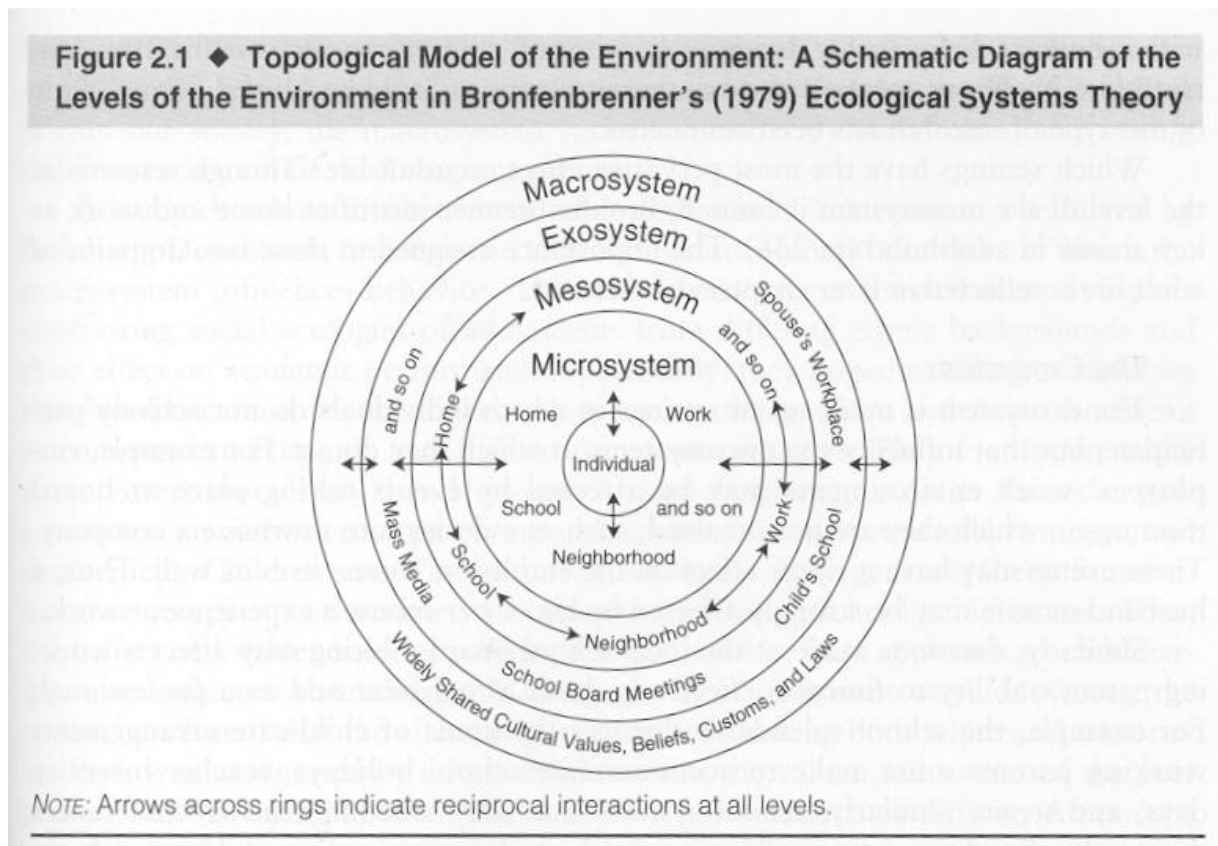 Figure 2.1 ◆ Topological Model of the Environment: A Schematic Diagram of the
Levels of the Environment in Bronfenbrenner's (1979) Ecological Systems Theory
Macrosystem
Exosystem
Mesosystem
Microsystem
Home
Work
Individual
School
and so on
Neighborhood
Home
and so on
School
Work
Neighborhood
and so on
Spouse's Workplace
Mass Media
Child's School
School Board Meetings
Widely Shared Cultural Values, Beliefs, Customs, and Laws
NOTE: Arrows across rings indicate reciprocal interactions at all levels.